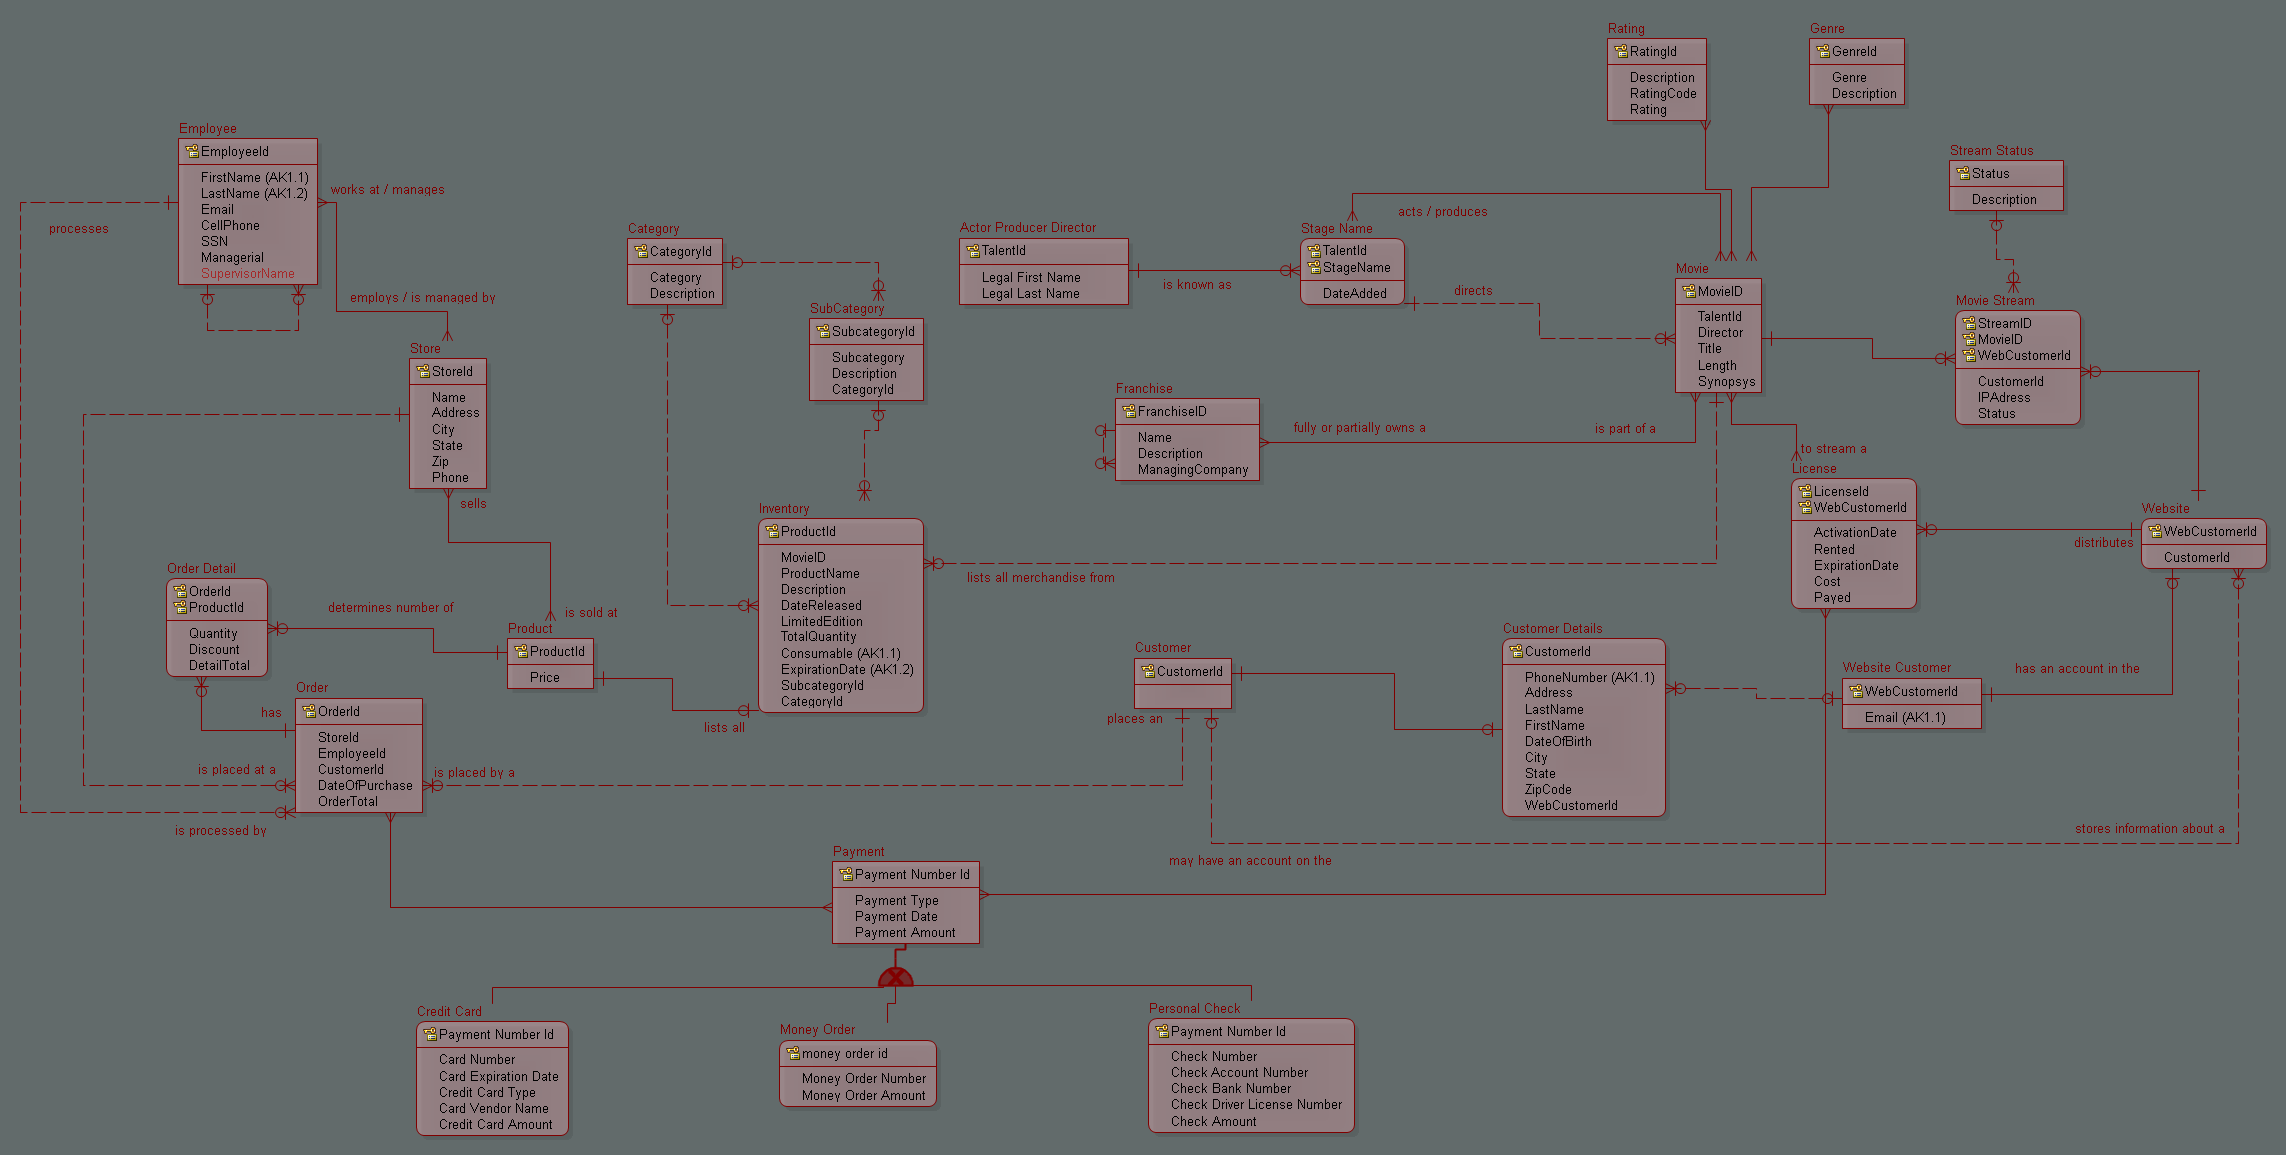 Rating
RatingId
Description
RatingCode
Rating
Genre
GenreId
Genre
Description
Employee
EmployeeId
FirstName (AK1.1)
LastName (AK1.2)
Email
CellPhone
SSN
Managerial
SupervisorName
works at / manages
processes
employs / is managed by
Stream Status
Status
Description
Category
CategoryId
Category
Description
Actor Producer Director
TalentId
Legal First Name
Legal Last Name
is known as
acts / produces
Stage Name
TalentId
StageName
DateAdded
directs
Movie
MovieID
TalentId
Director
Title
Length
Synopsys
Movie Stream
StreamID
MovieID
WebCustomerId
CustomerId
IPAdress
Status
SubCategory
SubcategoryId
Subcategory
Description
CategoryId
Store
StoreId
Name
Address
City
State
Zip
Phone
sells
Franchise
FranchiseID
Name
Description
ManagingCompany
fully or partially owns a
is part of a
to stream a
License
LicenseId
WebCustomerId
ActivationDate
Rented
ExpirationDate
Cost
Payed
Website
WebCustomerId
CustomerId
distributes
Inventory
ProductId
MovieID
ProductName
Description
DateReleased
LimitedEdition
TotalQuantity
Consumable (AK1.1)
ExpirationDate (AK1.2)
SubcategoryId
CategoryId
lists all merchandise from
Order Detail
OrderId
ProductId
Quantity
Discount
DetailTotal
determines number of
is sold at
Product
ProductId
Price
lists all
Customer
CustomerId
places an
Customer Details
CustomerId
PhoneNumber (AK1.1)
Address
LastName
FirstName
DateOfBirth
City
State
ZipCode
WebCustomerId
Website Customer
WebCustomerId
Email (AK1.1)
has an account in the
Order
OrderId
StoreId
EmployeeId
CustomerId
DateOfPurchase
OrderTotal
has
is placed at a
is placed by a
is processed by
stores information about a
may have an account on the
Payment
Payment Number Id
Payment Type
Payment Date
Payment Amount
Credit Card
Payment Number Id
Card Number
Card Expiration Date
Credit Card Type
Card Vendor Name
Credit Card Amount
Money Order
money order id
Money Order Number
Money Order Amount
Personal Check
Payment Number Id
Check Number
Check Account Number
Check Bank Number
Check Driver License Number
Check Amount